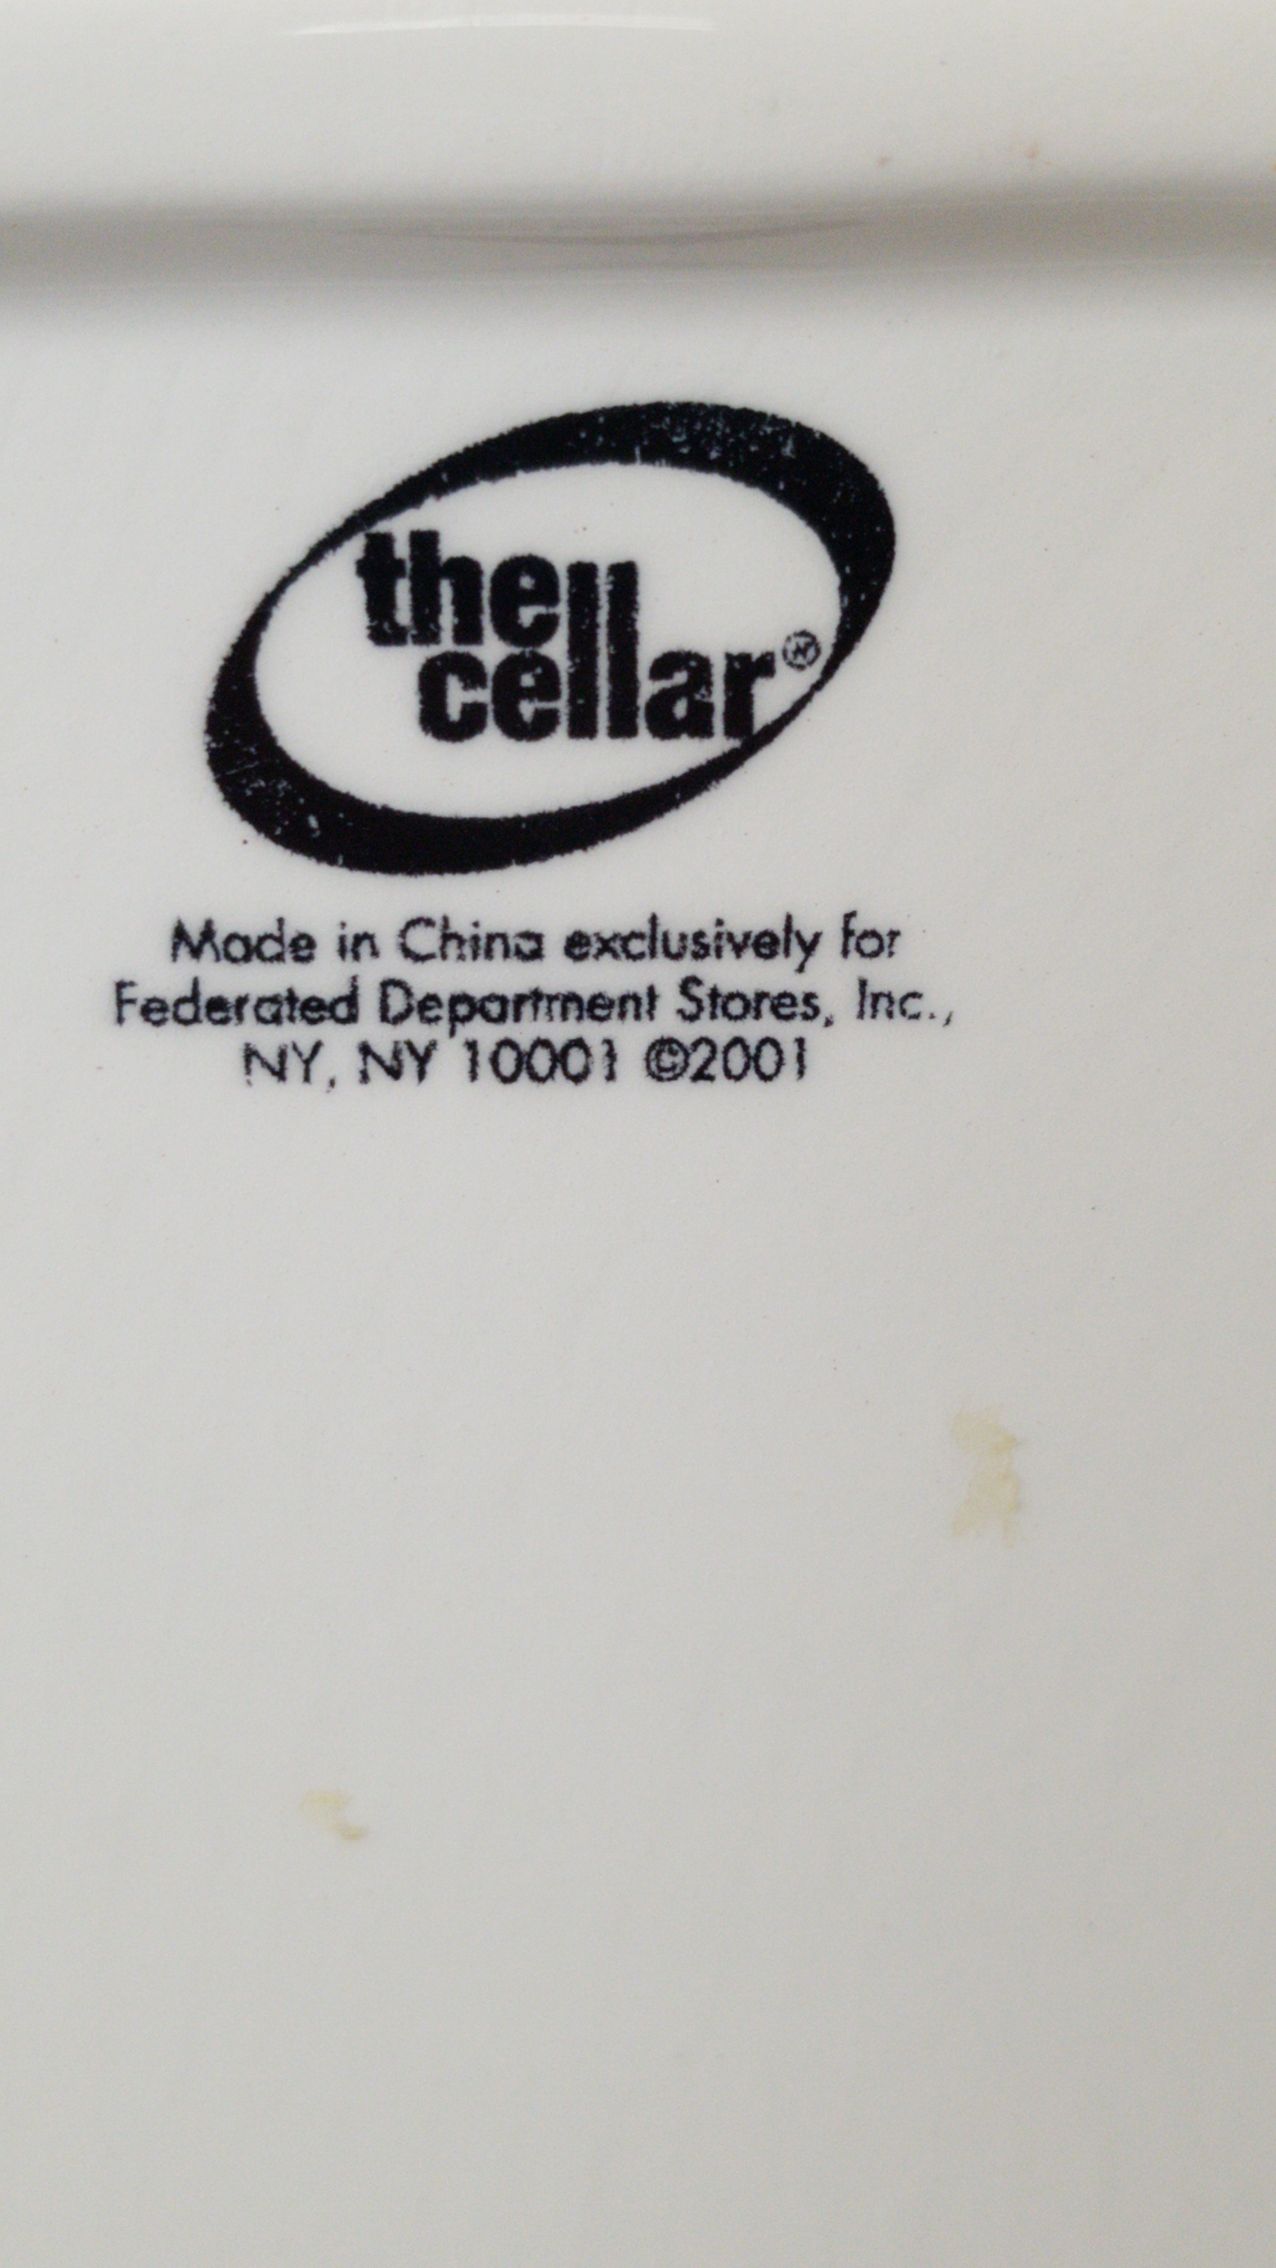 the
cellar®
Made in China exclusively for
Federated Department Stores, Inc.,
NY, NY 10001 ©2001